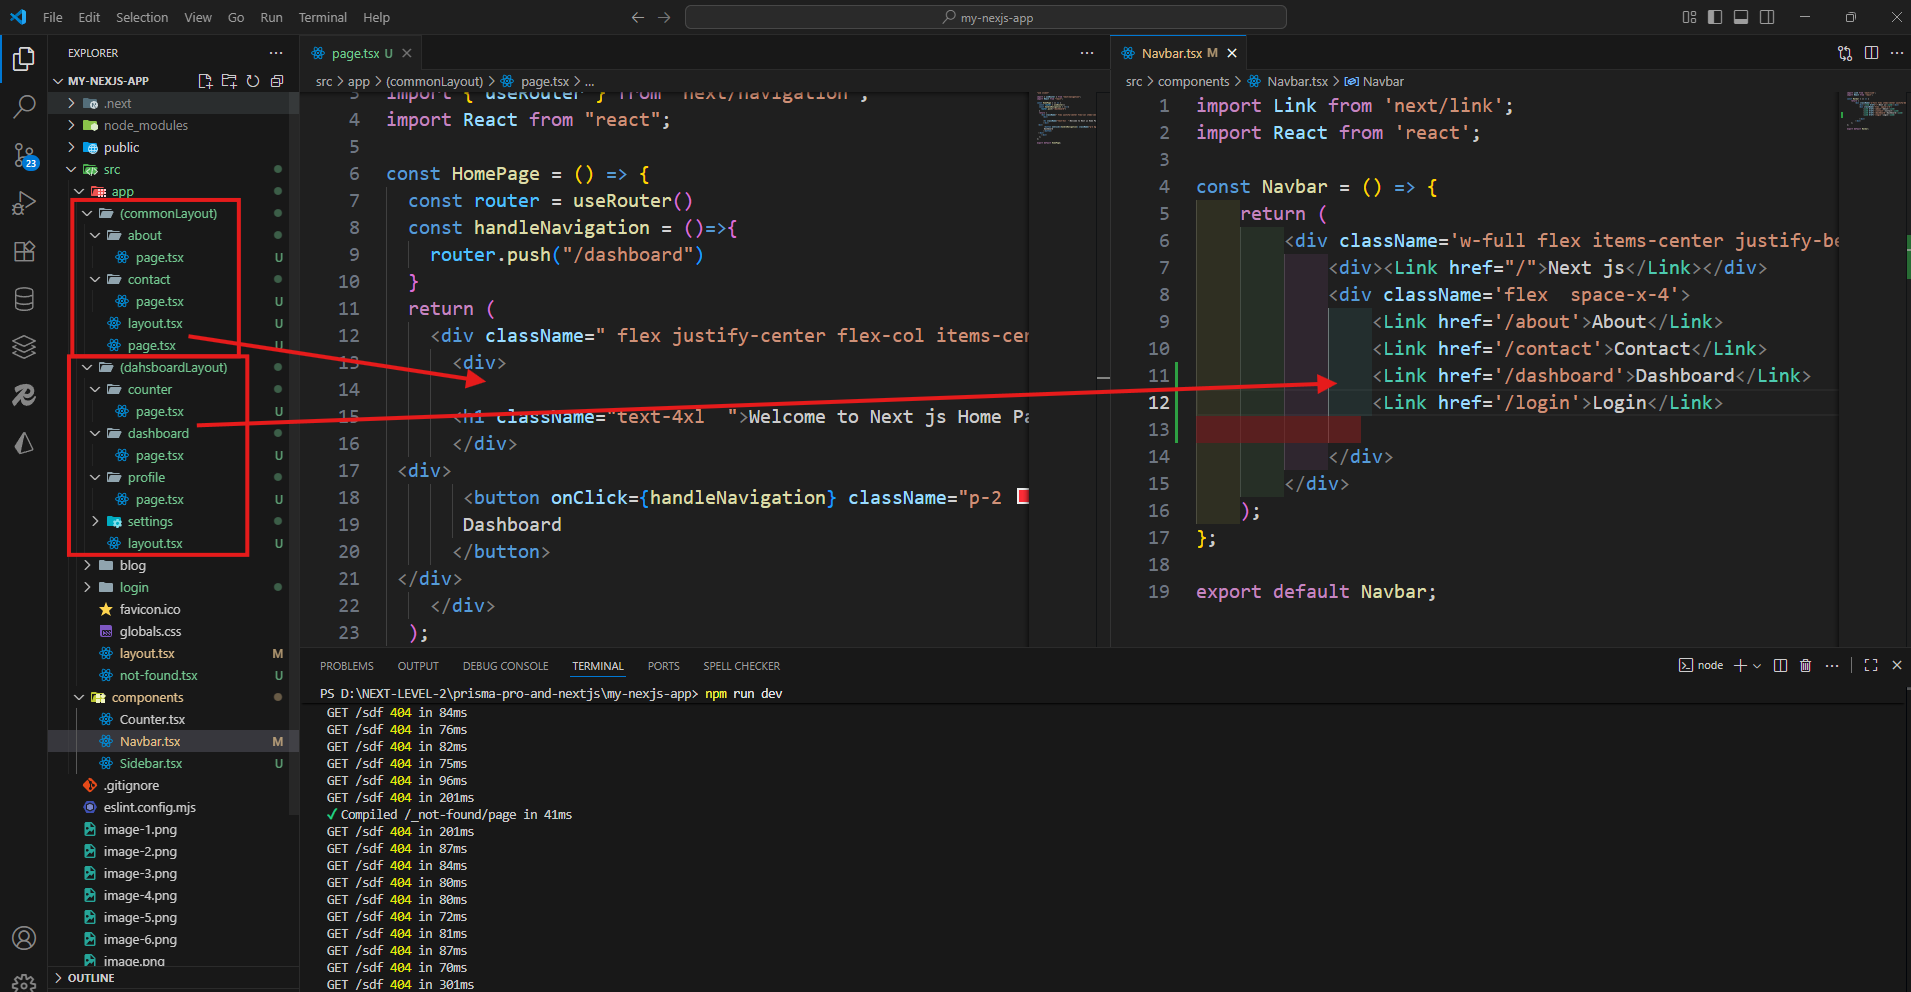 File Edit Selection View Go Run Terminal Help
my-nexjs-app
EXPLORER
MY-NEXJS-APP
.next
node_modules
public
src
app
(commonLayout)
about
page.tsx U
contact
page.tsx U
layout.tsx U
page.tsx U
(dahsboardLayout)
counter
page.tsx U
dashboard
page.tsx U
profile
page.tsx U
settings
layout.tsx U
blog
login
favicon.ico
globals.css
layout.tsx M
not-found.tsx U
components
Counter.tsx
Navbar.tsx M
Sidebar.tsx U
.gitignore
eslint.config.mjs
image-1.png
image-2.png
image-3.png
image-4.png
image-5.png
image-6.png
image.png
OUTLINE
23
page.tsx U
src > app > (commonLayout) > page.tsx > ...
3 import { useRouter } from "next/navigation";
4 import React from "react";
5
6 const HomePage = () => {
7 const router = useRouter()
8 const handleNavigation = ()=>{
9 router.push("/dashboard")
10 }
11 return (
12 <div className=" flex justify-center flex-col items-cer
13 <div>
14
15 <h1 className="text-4xl ">Welcome to Next js Home Pa
16 </div>
17 <div>
18 <button onClick={handleNavigation} className="p-2
19 Dashboard
20 </button>
21 </div>
22 </div>
23 );
Navbar.tsx M
src > components > Navbar.tsx > Navbar
1 import Link from 'next/link';
2 import React from 'react';
3
4 const Navbar = () => {
5 return (
6 <div className='w-full flex items-center justify-be
7 <div><Link href="/">Next js</Link></div>
8 <div className='flex  space-x-4'>
9 <Link href='/about'>About</Link>
10 <Link href='/contact'>Contact</Link>
11 <Link href='/dashboard'>Dashboard</Link>
12 <Link href='/login'>Login</Link>
13
14 </div>
15 </div>
16 );
17 };
18
19 export default Navbar;
PROBLEMS OUTPUT DEBUG CONSOLE TERMINAL PORTS SPELL CHECKER
node
PS D:\NEXT-LEVEL-2\prisma-pro-and-nextjs\my-nexjs-app> npm run dev
GET /sdf 404 in 84ms
GET /sdf 404 in 76ms
GET /sdf 404 in 82ms
GET /sdf 404 in 75ms
GET /sdf 404 in 96ms
GET /sdf 404 in 201ms
✓ Compiled /_not-found/page in 41ms
GET /sdf 404 in 201ms
GET /sdf 404 in 87ms
GET /sdf 404 in 84ms
GET /sdf 404 in 80ms
GET /sdf 404 in 80ms
GET /sdf 404 in 72ms
GET /sdf 404 in 81ms
GET /sdf 404 in 87ms
GET /sdf 404 in 70ms
GET /sdf 404 in 301ms